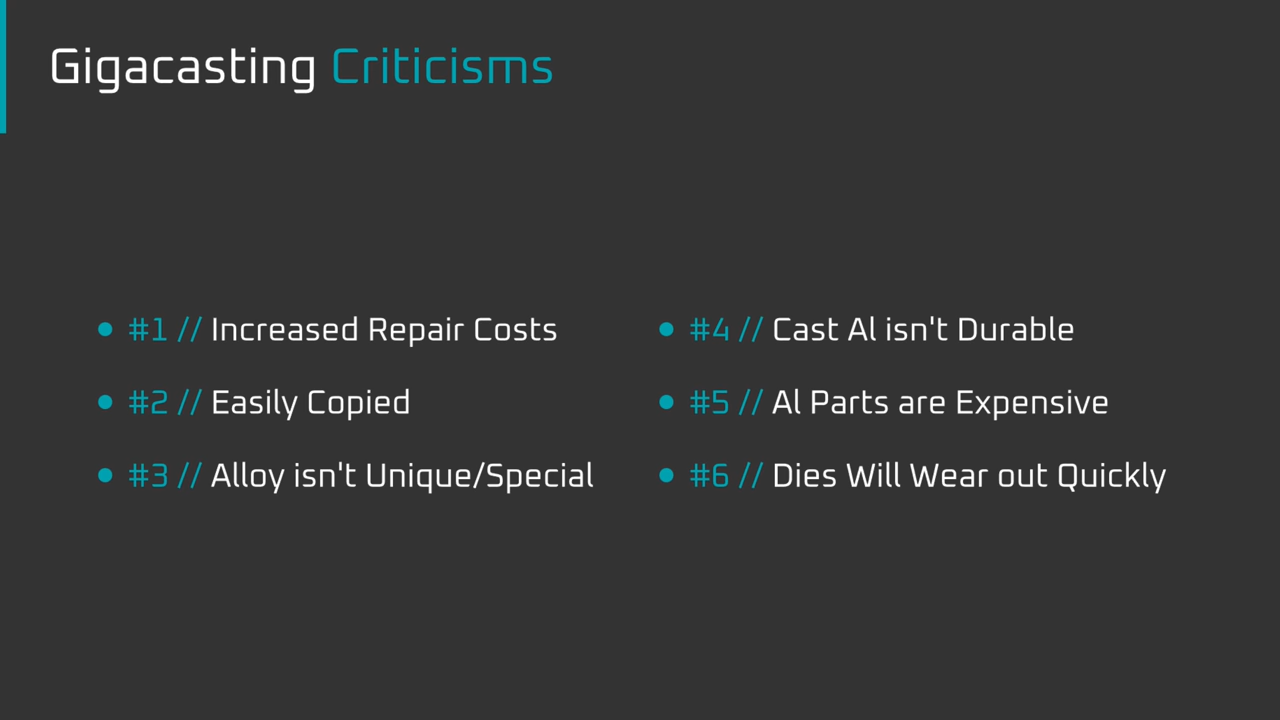 Gigacasting Criticisms
#1 // Increased Repair Costs
#2 // Easily Copied
#3 // Alloy isn't Unique/Special
#4 // Cast Al isn't Durable
#5 // Al Parts are Expensive
#6 // Dies Will Wear out Quickly